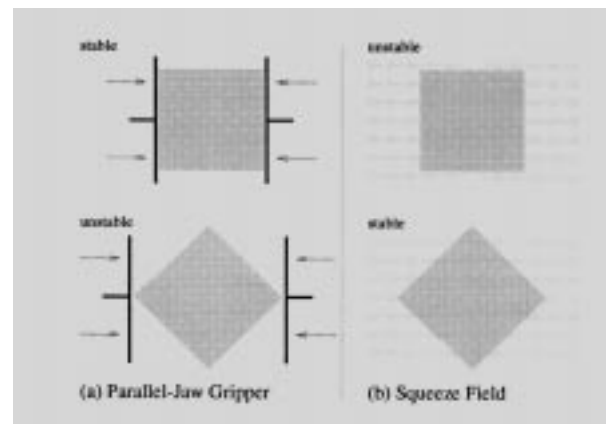 stable
unstable
unstable
stable
(a) Parallel-Jaw Gripper
(b) Squeeze Field